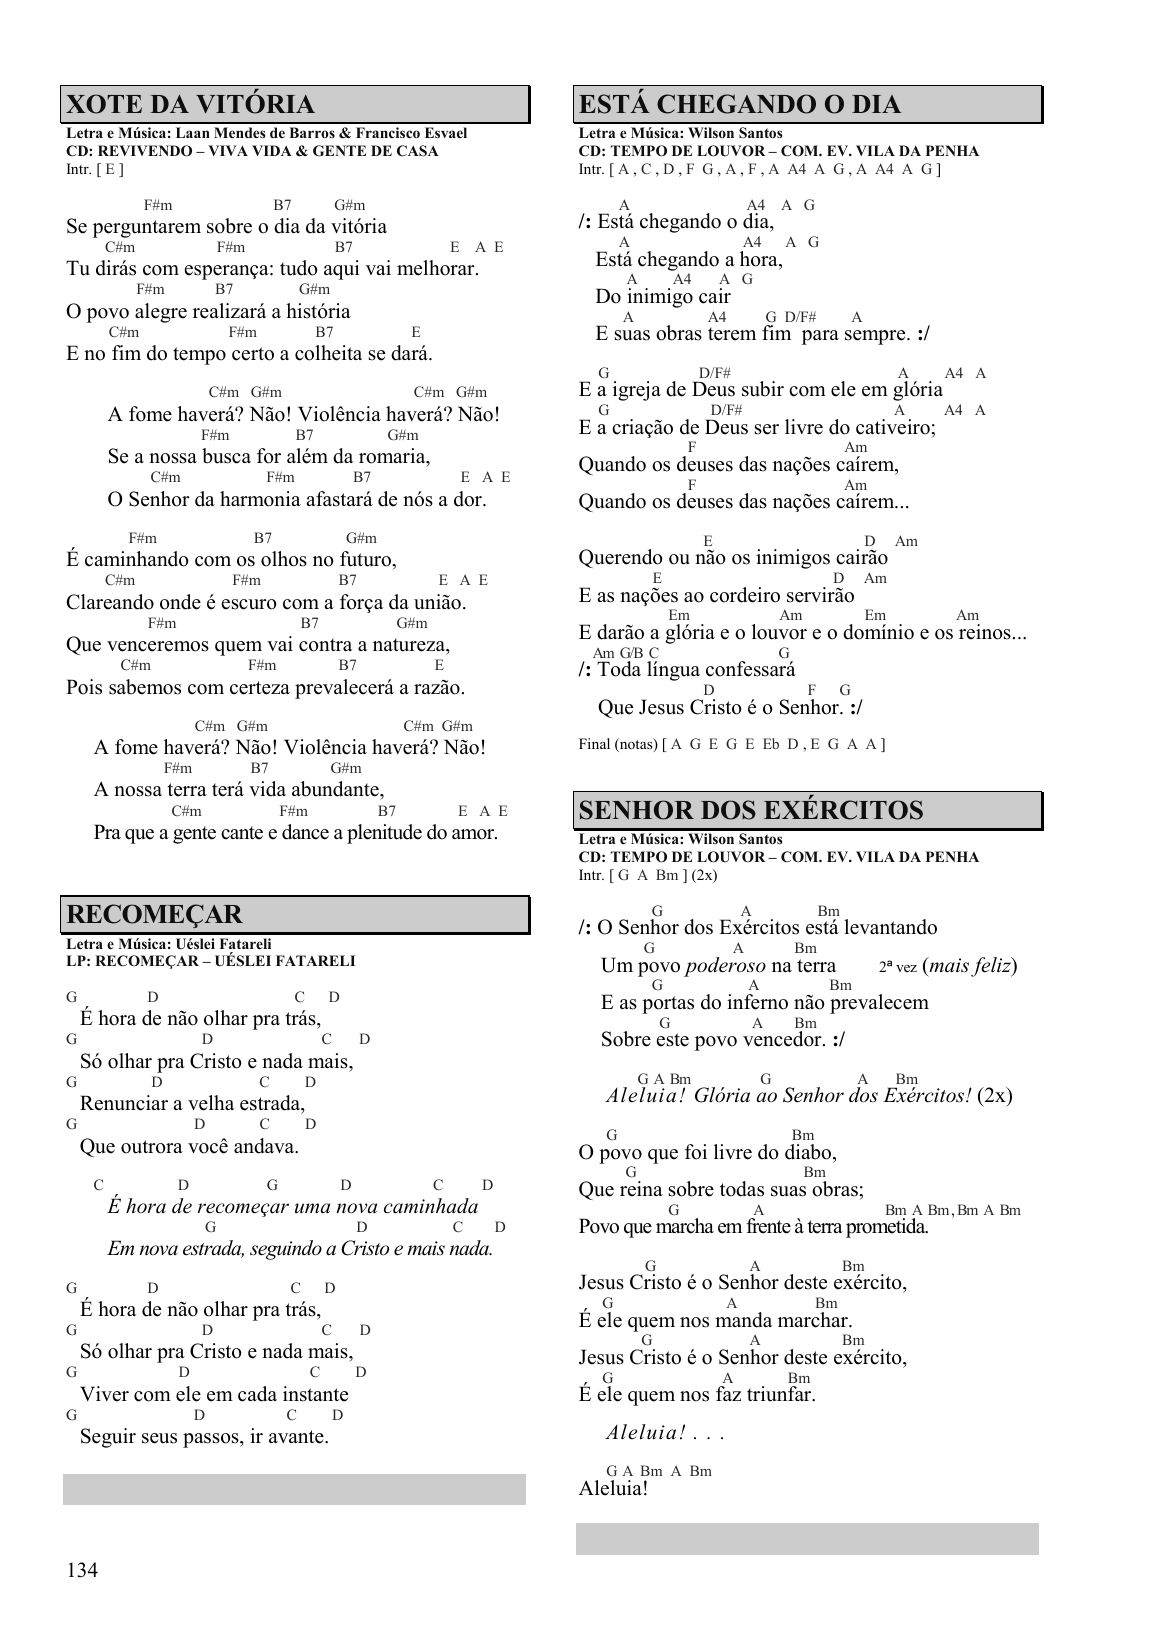 XOTE DA VITÓRIA
Letra e Música: Laan Mendes de Barros & Francisco Esvael
CD: REVIVENDO – VIVA VIDA & GENTE DE CASA
Intr. [ E ]
F#m B7 G#m
Se perguntarem sobre o dia da vitória
C#m F#m B7 E A E
Tu dirás com esperança: tudo aqui vai melhorar.
F#m B7 G#m
O povo alegre realizará a história
C#m F#m B7 E
E no fim do tempo certo a colheita se dará.
C#m G#m C#m G#m
A fome haverá? Não! Violência haverá? Não!
F#m B7 G#m
Se a nossa busca for além da romaria,
C#m F#m B7 E A E
O Senhor da harmonia afastará de nós a dor.
F#m B7 G#m
É caminhando com os olhos no futuro,
C#m F#m B7 E A E
Clareando onde é escuro com a força da união.
F#m B7 G#m
Que venceremos quem vai contra a natureza,
C#m F#m B7 E
Pois sabemos com certeza prevalecerá a razão.
C#m G#m C#m G#m
A fome haverá? Não! Violência haverá? Não!
F#m B7 G#m
A nossa terra terá vida abundante,
C#m F#m B7 E A E
Pra que a gente cante e dance a plenitude do amor.
RECOMEÇAR
Letra e Música: Uéslei Fatareli
LP: RECOMEÇAR – UÉSLEI FATARELI
G D C D
É hora de não olhar pra trás,
G D C D
Só olhar pra Cristo e nada mais,
G D C D
Renunciar a velha estrada,
G D C D
Que outrora você andava.
C D G D C D
É hora de recomeçar uma nova caminhada
G D C D
Em nova estrada, seguindo a Cristo e mais nada.
G D C D
É hora de não olhar pra trás,
G D C D
Só olhar pra Cristo e nada mais,
G D C D
Viver com ele em cada instante
G D C D
Seguir seus passos, ir avante.
134
ESTÁ CHEGANDO O DIA
Letra e Música: Wilson Santos
CD: TEMPO DE LOUVOR – COM. EV. VILA DA PENHA
Intr. [ A , C , D , F G , A , F , A A4 A G , A A4 A G ]
A A4 A G
/: Está chegando o dia,
A A4 A G
Está chegando a hora,
A A4 A G
Do inimigo cair
A A4 G D/F# A
E suas obras terem fim para sempre. :/
G D/F# A A4 A
E a igreja de Deus subir com ele em glória
G D/F# A A4 A
E a criação de Deus ser livre do cativeiro;
F Am
Quando os deuses das nações caírem,
F Am
Quando os deuses das nações caírem...
E D Am
Querendo ou não os inimigos cairão
E D Am
E as nações ao cordeiro servirão
Em Am Em Am
E darão a glória e o louvor e o domínio e os reinos...
Am G/B C G
/: Toda língua confessará
D F G
Que Jesus Cristo é o Senhor. :/
Final (notas) [ A G E G E Eb D , E G A A ]
SENHOR DOS EXÉRCITOS
Letra e Música: Wilson Santos
CD: TEMPO DE LOUVOR – COM. EV. VILA DA PENHA
Intr. [ G A Bm ] (2x)
G A Bm
/: O Senhor dos Exércitos está levantando
G A Bm
Um povo poderoso na terra 2ª vez (mais feliz)
G A Bm
E as portas do inferno não prevalecem
G A Bm
Sobre este povo vencedor. :/
G A Bm G A Bm
Aleluia! Glória ao Senhor dos Exércitos! (2x)
G Bm
O povo que foi livre do diabo,
G Bm
Que reina sobre todas suas obras;
G A Bm A Bm , Bm A Bm
Povo que marcha em frente à terra prometida.
G A Bm
Jesus Cristo é o Senhor deste exército,
G A Bm
É ele quem nos manda marchar.
G A Bm
Jesus Cristo é o Senhor deste exército,
G A Bm
É ele quem nos faz triunfar.
Aleluia! . . .
G A Bm A Bm
Aleluia!